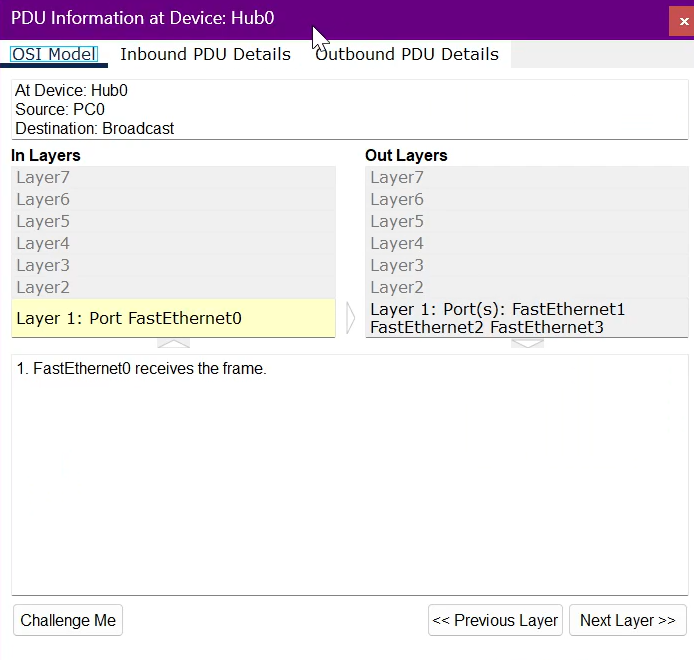 PDU Information at Device: Hub0
x
OSI Model Inbound PDU Details Outbound PDU Details
At Device: Hub0
Source: PC0
Destination: Broadcast
In Layers
Layer7
Layer6
Layer5
Layer4
Layer3
Layer2
Layer 1: Port FastEthernet0
Out Layers
Layer7
Layer6
Layer5
Layer4
Layer3
Layer2
Layer 1: Port(s): FastEthernet1
FastEthernet2 FastEthernet3
1. FastEthernet0 receives the frame.
Challenge Me << Previous Layer Next Layer >>